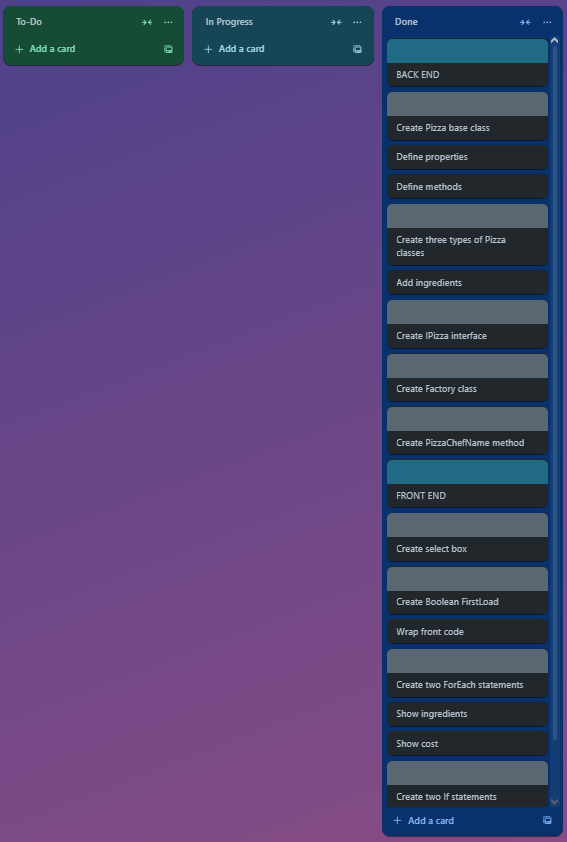 To-Do
+ Add a card
In Progress
+ Add a card
Done
BACK END
Create Pizza base class
Define properties
Define methods
Create three types of Pizza
classes
Add ingredients
Create IPizza interface
Create Factory class
Create PizzaChefName method
FRONT END
Create select box
Create Boolean FirstLoad
Wrap front code
Create two ForEach statements
Show ingredients
Show cost
Create two If statements
+ Add a card